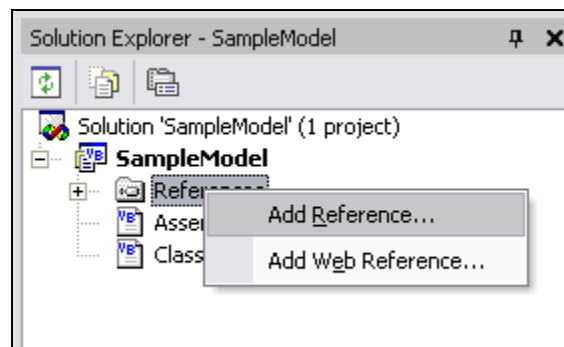 Solution Explorer - SampleModel
Solution 'SampleModel' (1 project)
SampleModel
Add Reference...
Add Web Reference...